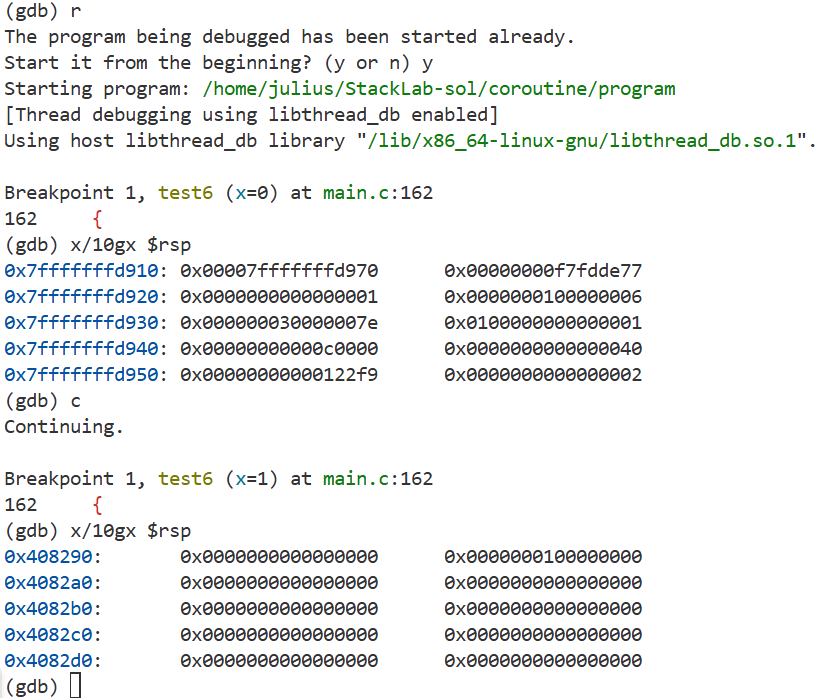 (gdb) r
The program being debugged has been started already.
Start it from the beginning? (y or n) y
Starting program: /home/julius/StackLab-sol/coroutine/program
[Thread debugging using libthread_db enabled]
Using host libthread_db library "/lib/x86_64-linux-gnu/libthread_db.so.1".
Breakpoint 1, test6 (x=0) at main.c:162
162 {
(gdb) x/10gx $rsp
0x7fffffffd910: 0x00007fffffffd970 0x00000000f7fdde77
0x7fffffffd920: 0x0000000000000001 0x0000000100000006
0x7fffffffd930: 0x000000030000007e 0x0100000000000001
0x7fffffffd940: 0x00000000000c0000 0x0000000000000040
0x7fffffffd950: 0x00000000000122f9 0x0000000000000002
(gdb) c
Continuing.
Breakpoint 1, test6 (x=1) at main.c:162
162 {
(gdb) x/10gx $rsp
0x408290: 0x0000000000000000 0x0000000100000000
0x4082a0: 0x0000000000000000 0x0000000000000000
0x4082b0: 0x0000000000000000 0x0000000000000000
0x4082c0: 0x0000000000000000 0x0000000000000000
0x4082d0: 0x0000000000000000 0x0000000000000000
(gdb)